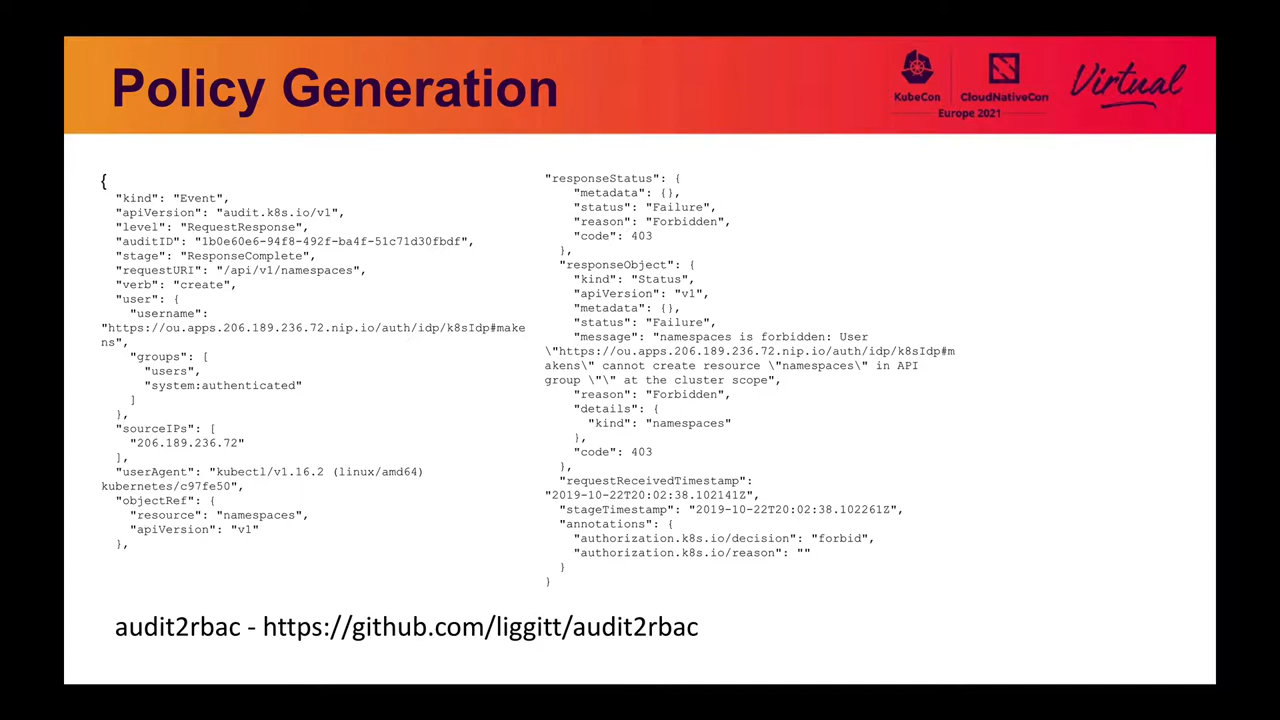 Policy Generation
KubeCon
CloudNativeCon
Europe 2021
Virtual
{
"kind": "Event",
"apiVersion": "audit.k8s.io/v1",
"level": "RequestResponse",
"auditID": "1b0e60e6-94f8-492f-ba4f-51c71d30fbdf",
"stage": "ResponseComplete",
"requestURI": "/api/v1/namespaces",
"verb": "create",
"user": {
"username":
"https://ou.apps.206.189.236.72.nip.io/auth/idp/k8sIdp#make
ns",
"groups": [
"users",
"system:authenticated"
]
},
"sourceIPs": [
"206.189.236.72"
],
"userAgent": "kubectl/v1.16.2 (linux/amd64)
kubernetes/c97fe50",
"objectRef": {
"resource": "namespaces",
"apiVersion": "v1"
},
"responseStatus": {
"metadata": {},
"status": "Failure",
"reason": "Forbidden",
"code": 403
},
"responseObject": {
"kind": "Status",
"apiVersion": "v1",
"metadata": {},
"status": "Failure",
"message": "namespaces is forbidden: User
\"https://ou.apps.206.189.236.72.nip.io/auth/idp/k8sIdp#m
akens\" cannot create resource \"namespaces\" in API
group \"\" at the cluster scope",
"reason": "Forbidden",
"details": {
"kind": "namespaces"
},
"code": 403
},
"requestReceivedTimestamp":
"2019-10-22T20:02:38.102141Z",
"stageTimestamp": "2019-10-22T20:02:38.102261Z",
"annotations": {
"authorization.k8s.io/decision": "forbid",
"authorization.k8s.io/reason": ""
}
}
audit2rbac - https://github.com/liggitt/audit2rbac